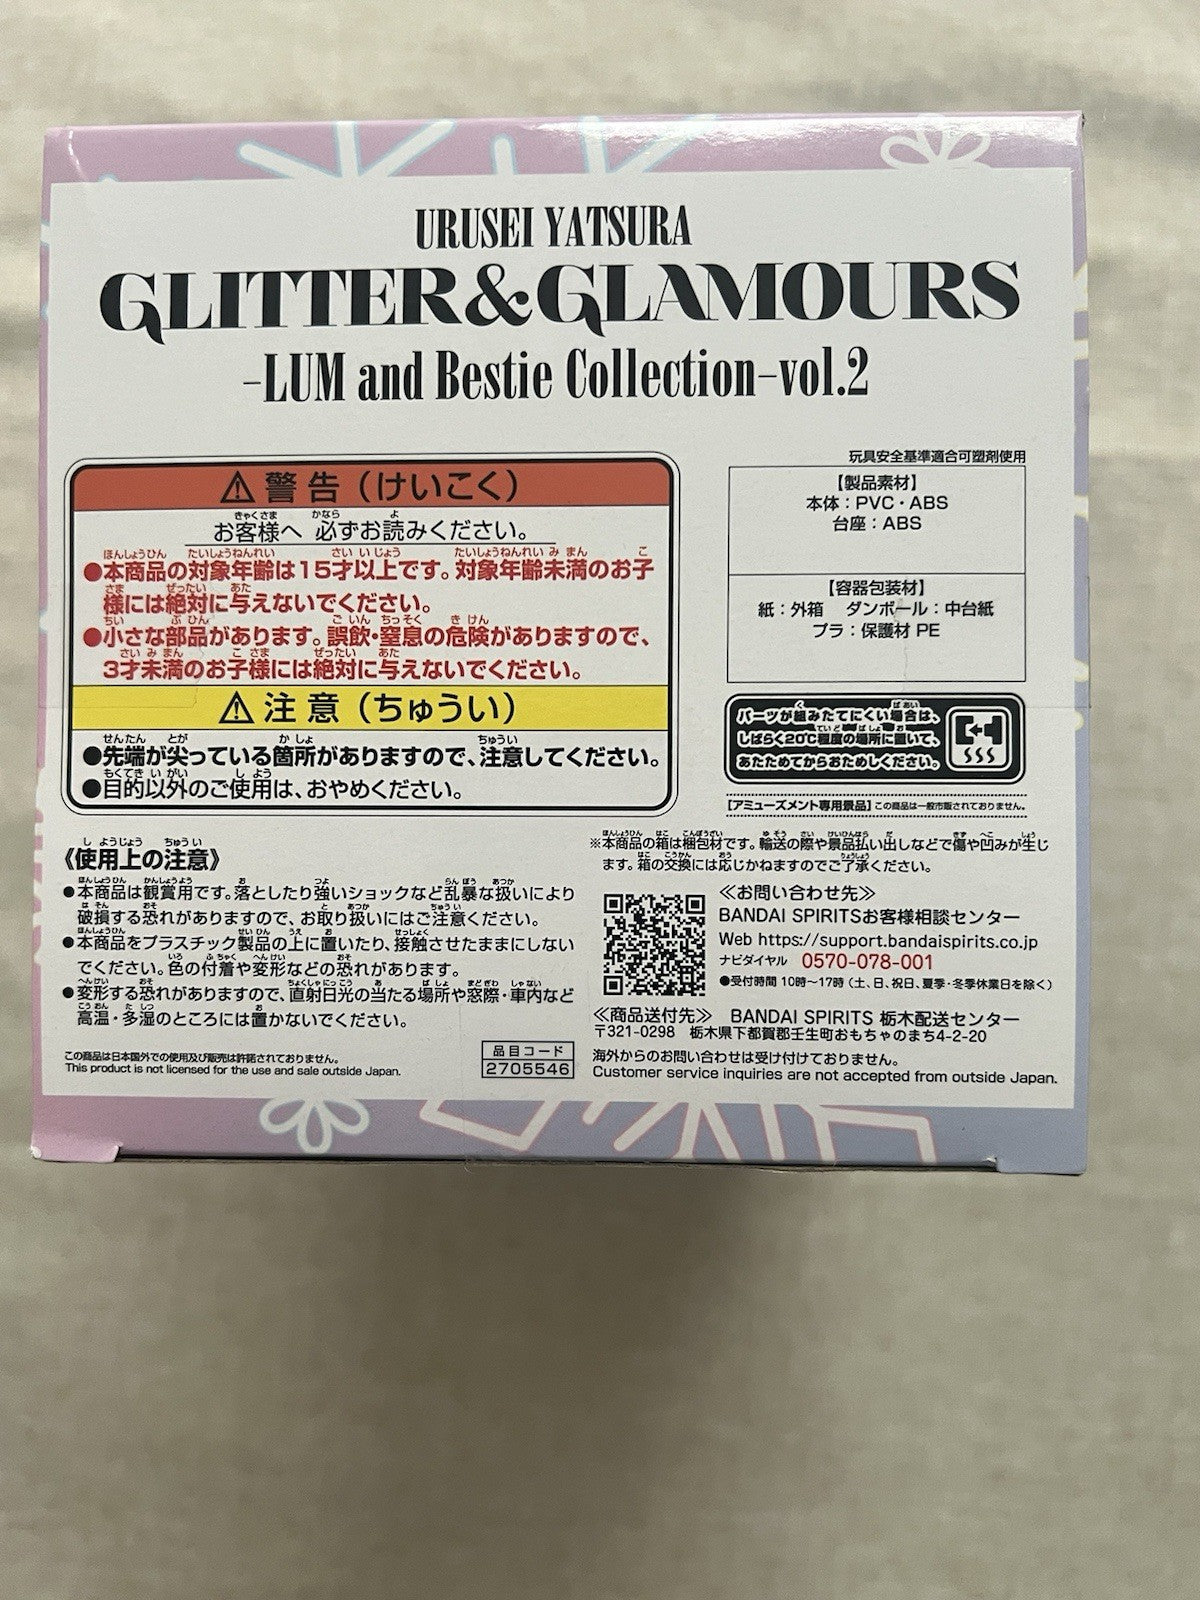 URUSEI YATSURA
GLITTER&GLAMOURS
-LUM and Bestie Collection-vol.2
⚠警告（けいこく）
お客様へ 必ずお読みください。
●本商品の対象年齢は15才以上です。対象年齢未満のお子
様には絶対に与えないでください。
●小さな部品があります。誤飲・窒息の危険がありますので、
3才未満のお子様には絶対に与えないでください。
⚠注意（ちゅうい）
●先端が尖っている箇所がありますので、注意してください。
●目的以外のご使用は、おやめください。
玩具安全基準適合可塑剤使用
【製品素材】
本体：PVC・ABS
台座：ABS
【容器包装材】
紙：外箱 ダンボール：中台紙
プラ：保護材 PE
パーツが組みたてにくい場合は、
しばらく20℃程度の場所に置いて、
あたためてからおためしください。
【アミューズメント専用景品】この商品は一般市販されておりません。
《使用上の注意》
●本商品は観賞用です。落としたり強いショックなど乱暴な扱いにより
破損する恐れがありますので、お取り扱いにはご注意ください。
●本商品をプラスチック製品の上に置いたり、接触させたままにしない
でください。色の付着や変形などの恐れがあります。
●変形する恐れがありますので、直射日光の当たる場所や窓際・車内など
高温・多湿のところには置かないでください。
この商品は日本国外での使用及び販売は許諾されておりません。
This product is not licensed for the use and sale outside Japan.
品目コード
2705546
※本商品の箱は梱包材です。輸送の際や景品払い出しなどで傷や凹みが生じ
ます。箱の交換には応じかねますのでご了承ください。
≪お問い合わせ先≫
BANDAI SPIRITSお客様相談センター
Web https://support.bandaispirits.co.jp
ナビダイヤル 0570-078-001
●受付時間 10時〜17時（土、日、祝日、夏季・冬季休業日を除く）
≪商品送付先≫ BANDAI SPIRITS 栃木配送センター
〒321-0298 栃木県下都賀郡壬生町おもちゃのまち4-2-20
海外からのお問い合わせは受け付けておりません。
Customer service inquiries are not accepted from outside Japan.